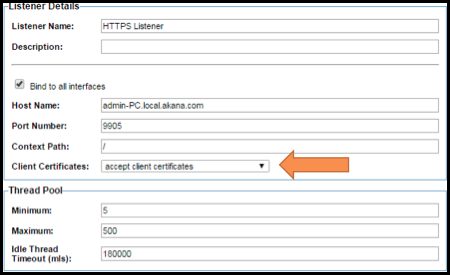 Listener Details
Listener Name: HTTPS Listener
Description:
Bind to all interfaces
Host Name: admin-PC.local.akana.com
Port Number: 9905
Context Path: /
Client Certificates: accept client certificates
Thread Pool
Minimum: 5
Maximum: 500
Idle Thread
Timeout (mls): 180000